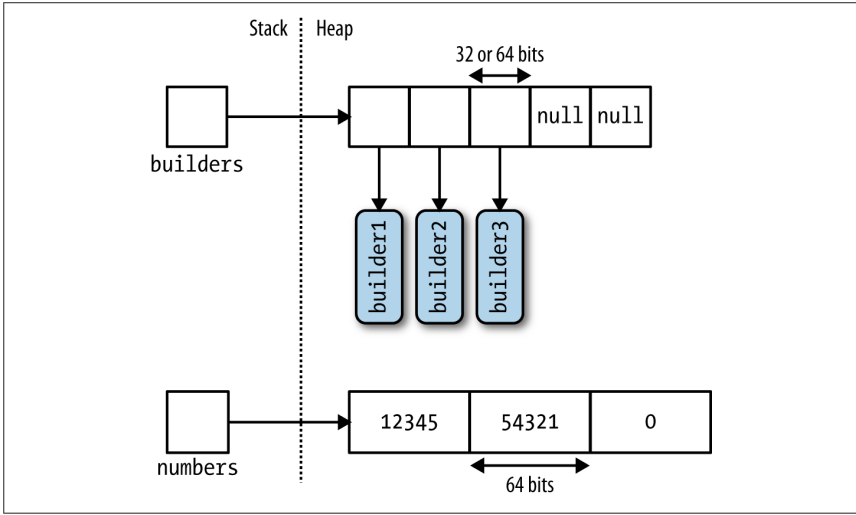 Stack Heap
32 or 64 bits
null null
builders
builder1 builder2 builder3
12345 54321 0
numbers
64 bits